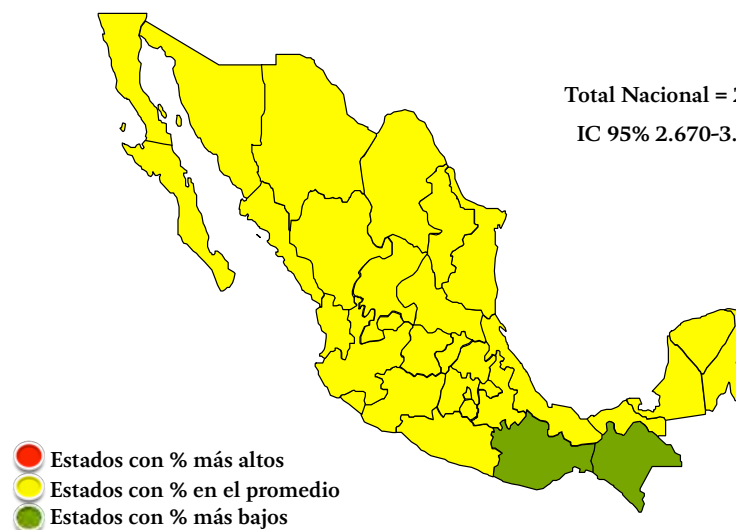 Total Nacional = 2
IC 95% 2.670-3.
Estados con % más altos
Estados con % en el promedio
Estados con % más bajos